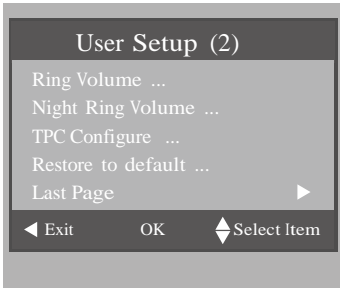 User Setup (2)
Ring Volume ...
Night Ring Volume ...
TPC Configure ...
Restore to default ...
Last Page
Exit OK Select Item